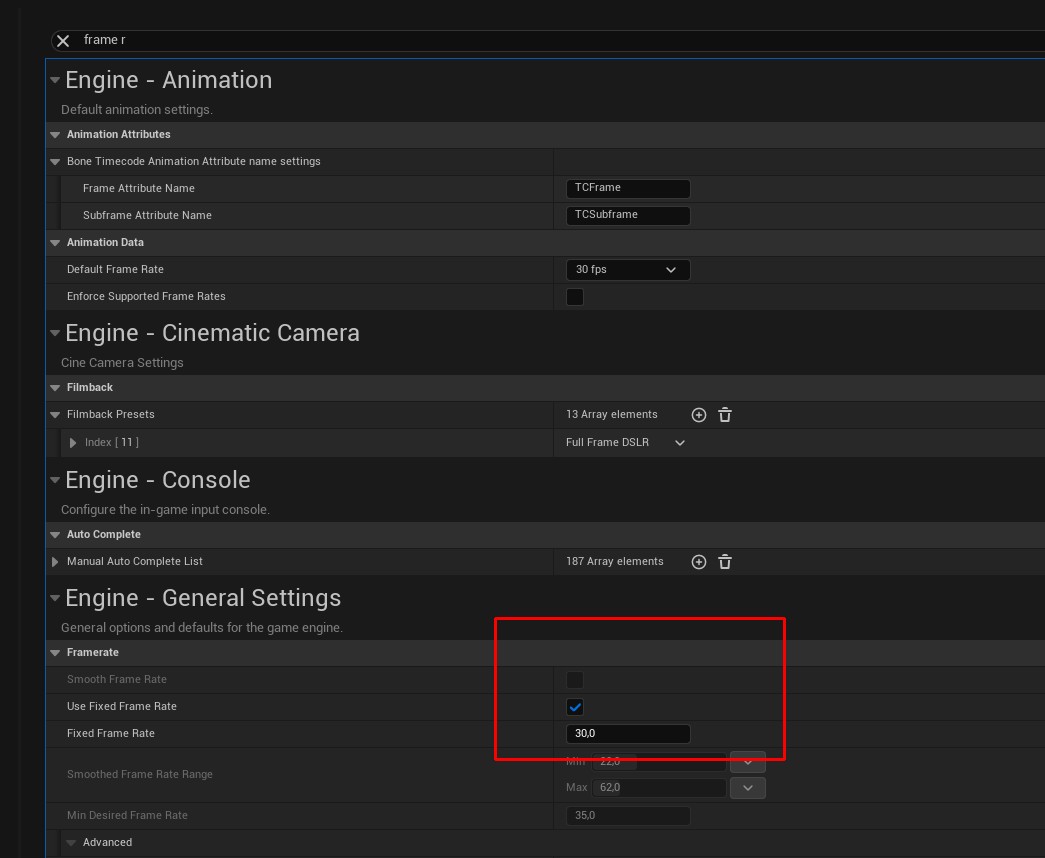 frame r
Engine - Animation
Default animation settings.
Animation Attributes
Bone Timecode Animation Attribute name settings
Frame Attribute Name TCFrame
Subframe Attribute Name TCSubframe
Animation Data
Default Frame Rate 30 fps
Enforce Supported Frame Rates
Engine - Cinematic Camera
Cine Camera Settings
Filmback
Filmback Presets 13 Array elements
Index [ 11 ] Full Frame DSLR
Engine - Console
Configure the in-game input console.
Auto Complete
Manual Auto Complete List 187 Array elements
Engine - General Settings
General options and defaults for the game engine.
Framerate
Smooth Frame Rate
Use Fixed Frame Rate
Fixed Frame Rate 30,0
Min 22,0
Smoothed Frame Rate Range
Max 62,0
Min Desired Frame Rate 35,0
Advanced